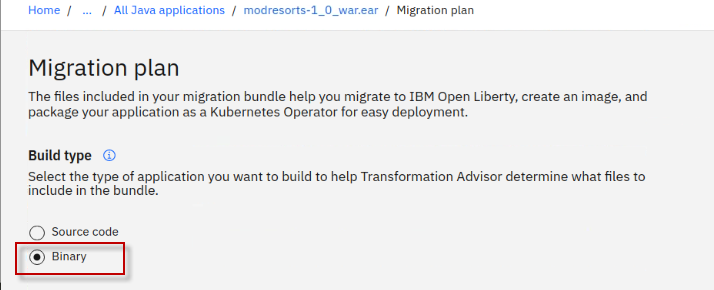 Home / ... / All Java applications / modresorts-1_0_war.ear / Migration plan
Migration plan
The files included in your migration bundle help you migrate to IBM Open Liberty, create an image, and
package your application as a Kubernetes Operator for easy deployment.
Build type
Select the type of application you want to build to help Transformation Advisor determine what files to
include in the bundle.
Source code
Binary